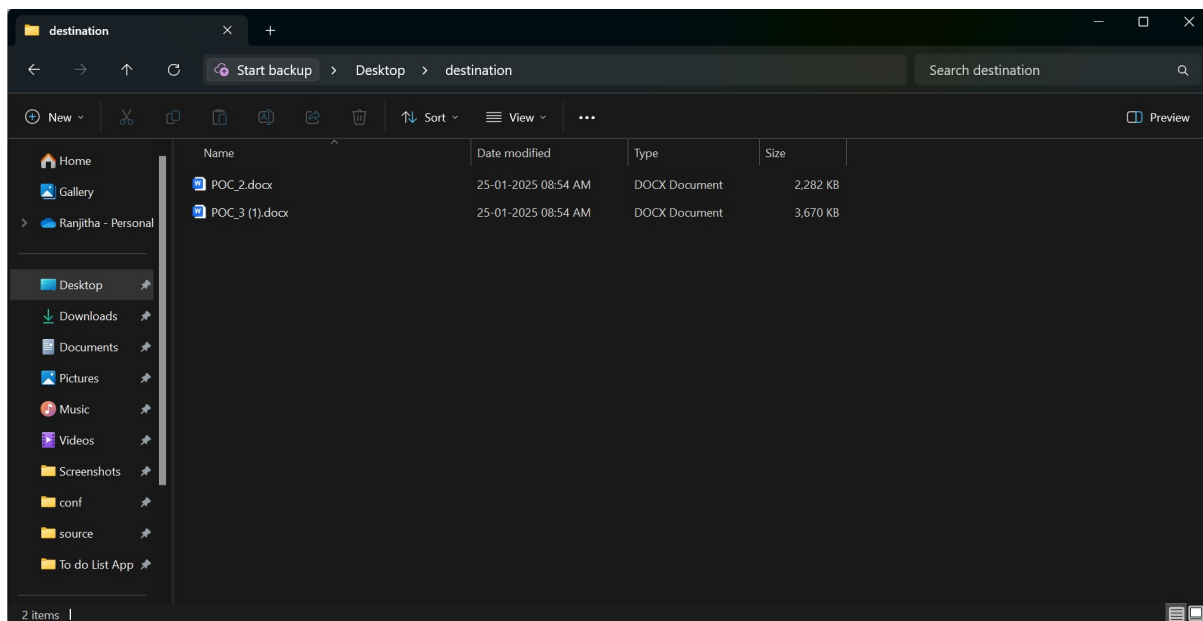 destination
Start backup > Desktop > destination
Search destination
New
Sort
View
Preview
Home
Gallery
Ranjitha - Personal
Desktop
Downloads
Documents
Pictures
Music
Videos
Screenshots
conf
source
To do List App
Name Date modified Type Size
POC_2.docx 25-01-2025 08:54 AM DOCX Document 2,282 KB
POC_3 (1).docx 25-01-2025 08:54 AM DOCX Document 3,670 KB
2 items